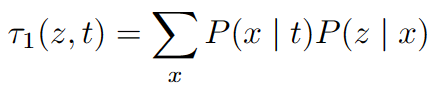 τ₁(z, t) = ∑ₓ P(x | t)P(z | x)